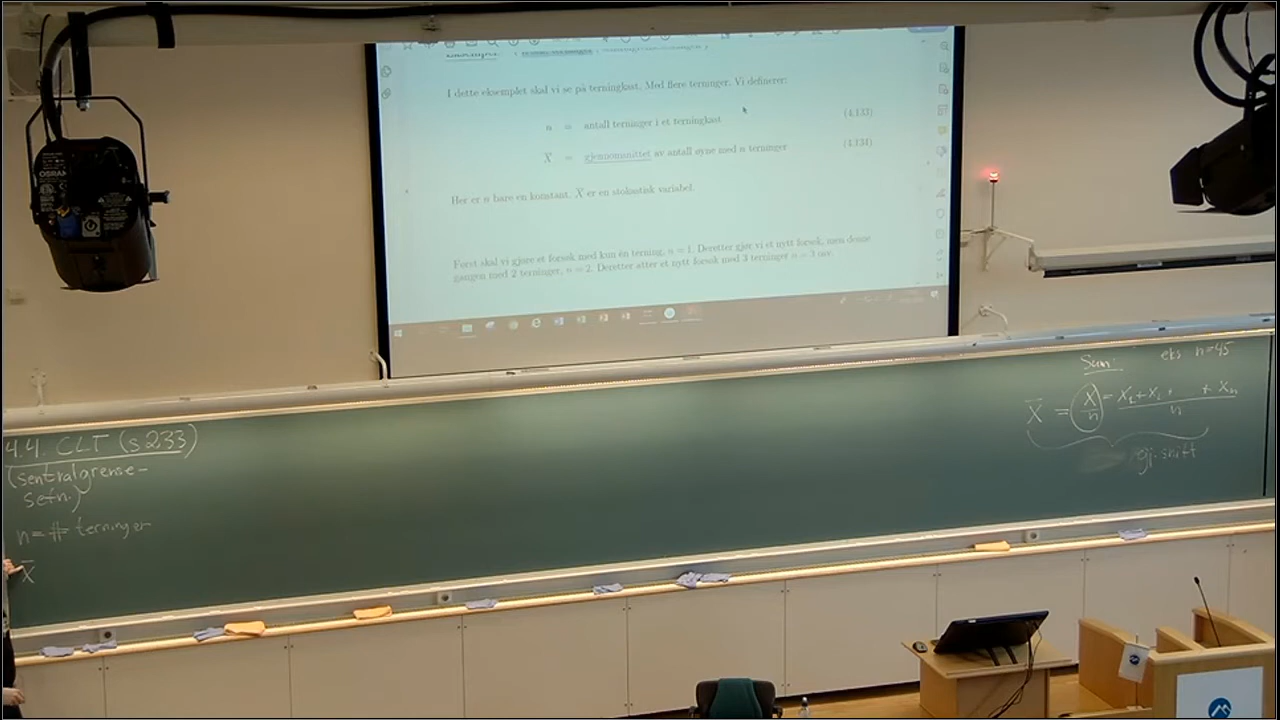 I dette eksemplet skal vi se på terningkast. Med flere terninger. Vi definerer:
n = antall terninger i et terningkast (4.133)
X̄ = gjennomsnittet av antall øyne med n terninger (4.134)
Her er n bare en konstant. X̄ er en stokastisk variabel.
Først skal vi gjøre et forsøk med kun én terning, n = 1. Deretter gjør vi et nytt forsøk, men denne
gangen med 2 terninger, n = 2. Deretter atter et nytt forsøk med 3 terninger n = 3 osv.
4.4. CLT (s 233)
(sentralgrense-
setn.)
n = # terninger
X̄
Sum: eks n=45
X̄ = X/n = X₁+X₂+ + Xₙ / n
gj.snitt
OSRAM